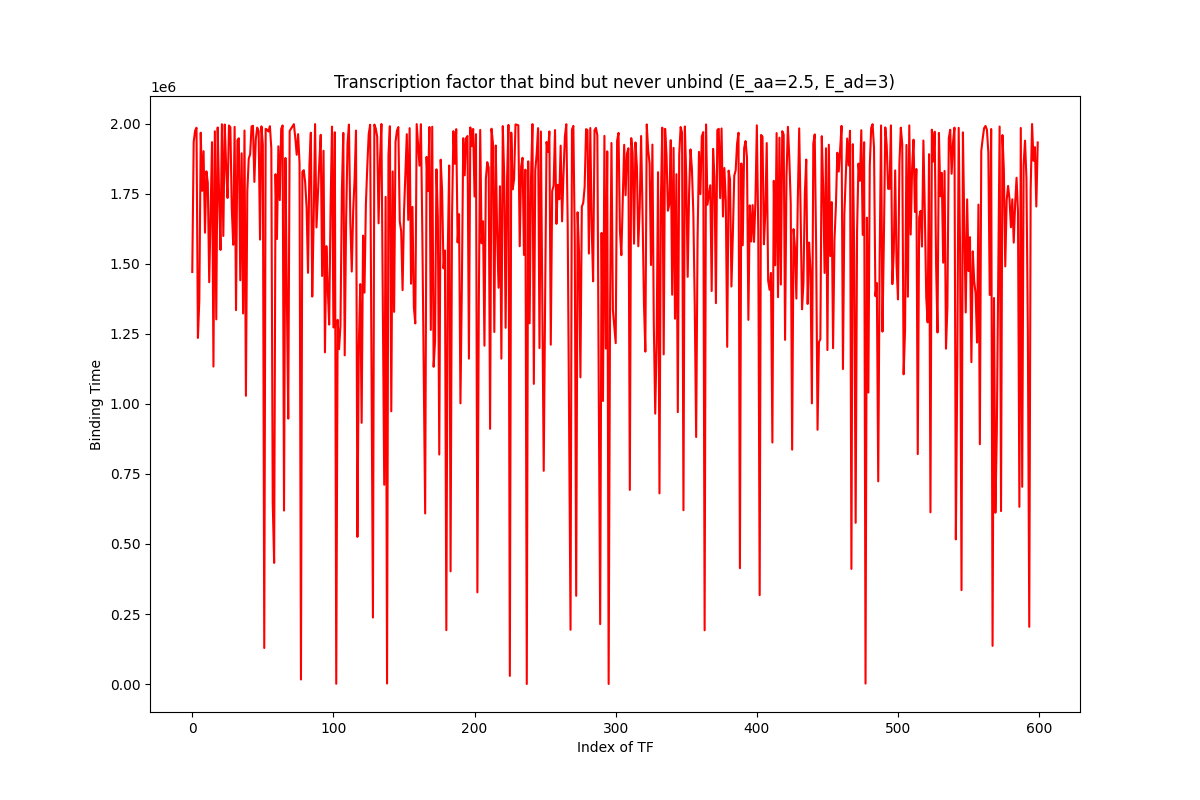 Transcription factor that bind but never unbind (E_aa=2.5, E_ad=3)
1e6
2.00
1.75
1.50
1.25
1.00
0.75
0.50
0.25
0.00
Binding Time
0 100 200 300 400 500 600
Index of TF